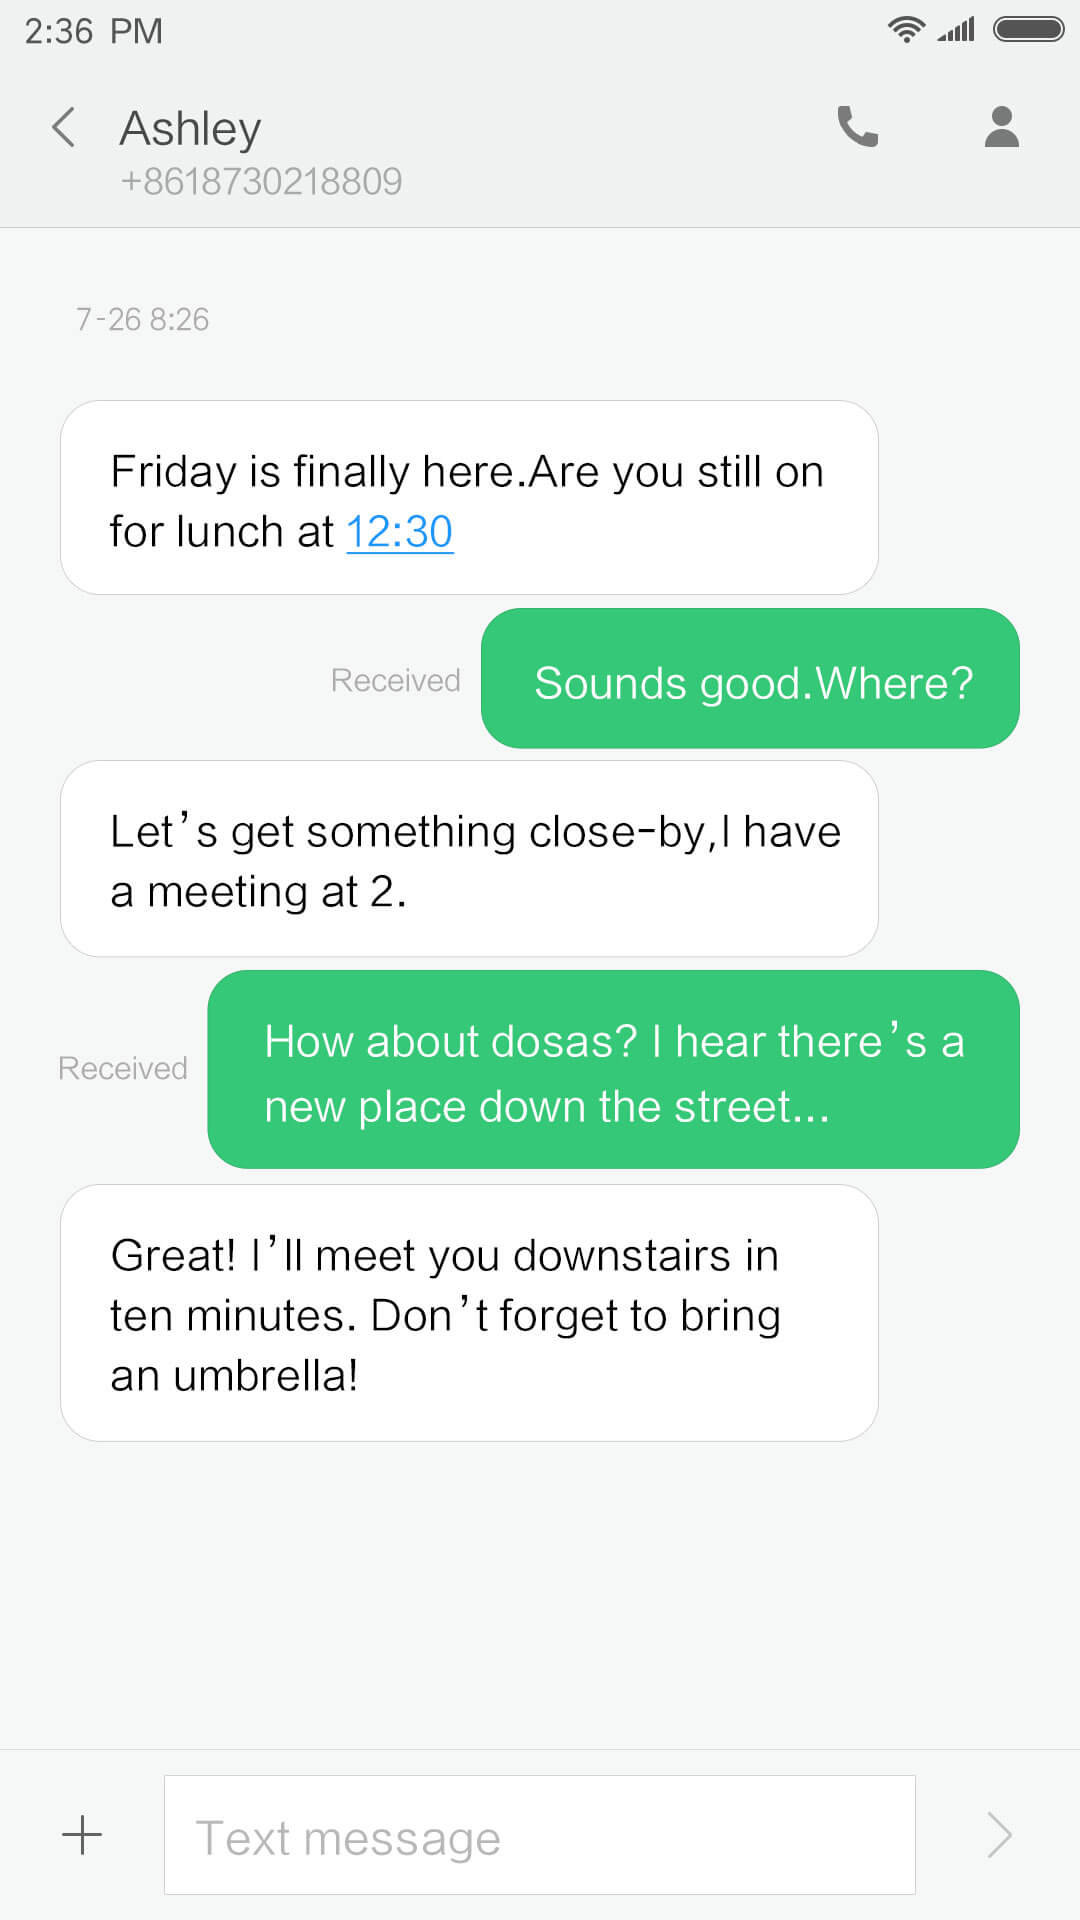 2:36 PM
Ashley
+8618730218809
7-26 8:26
Friday is finally here.Are you still on
for lunch at 12:30
Received
Sounds good.Where?
Let’s get something close-by,I have
a meeting at 2.
How about dosas? I hear there’s a
Received
new place down the street...
Great! I’ll meet you downstairs in
ten minutes. Don’t forget to bring
an umbrella!
Text message